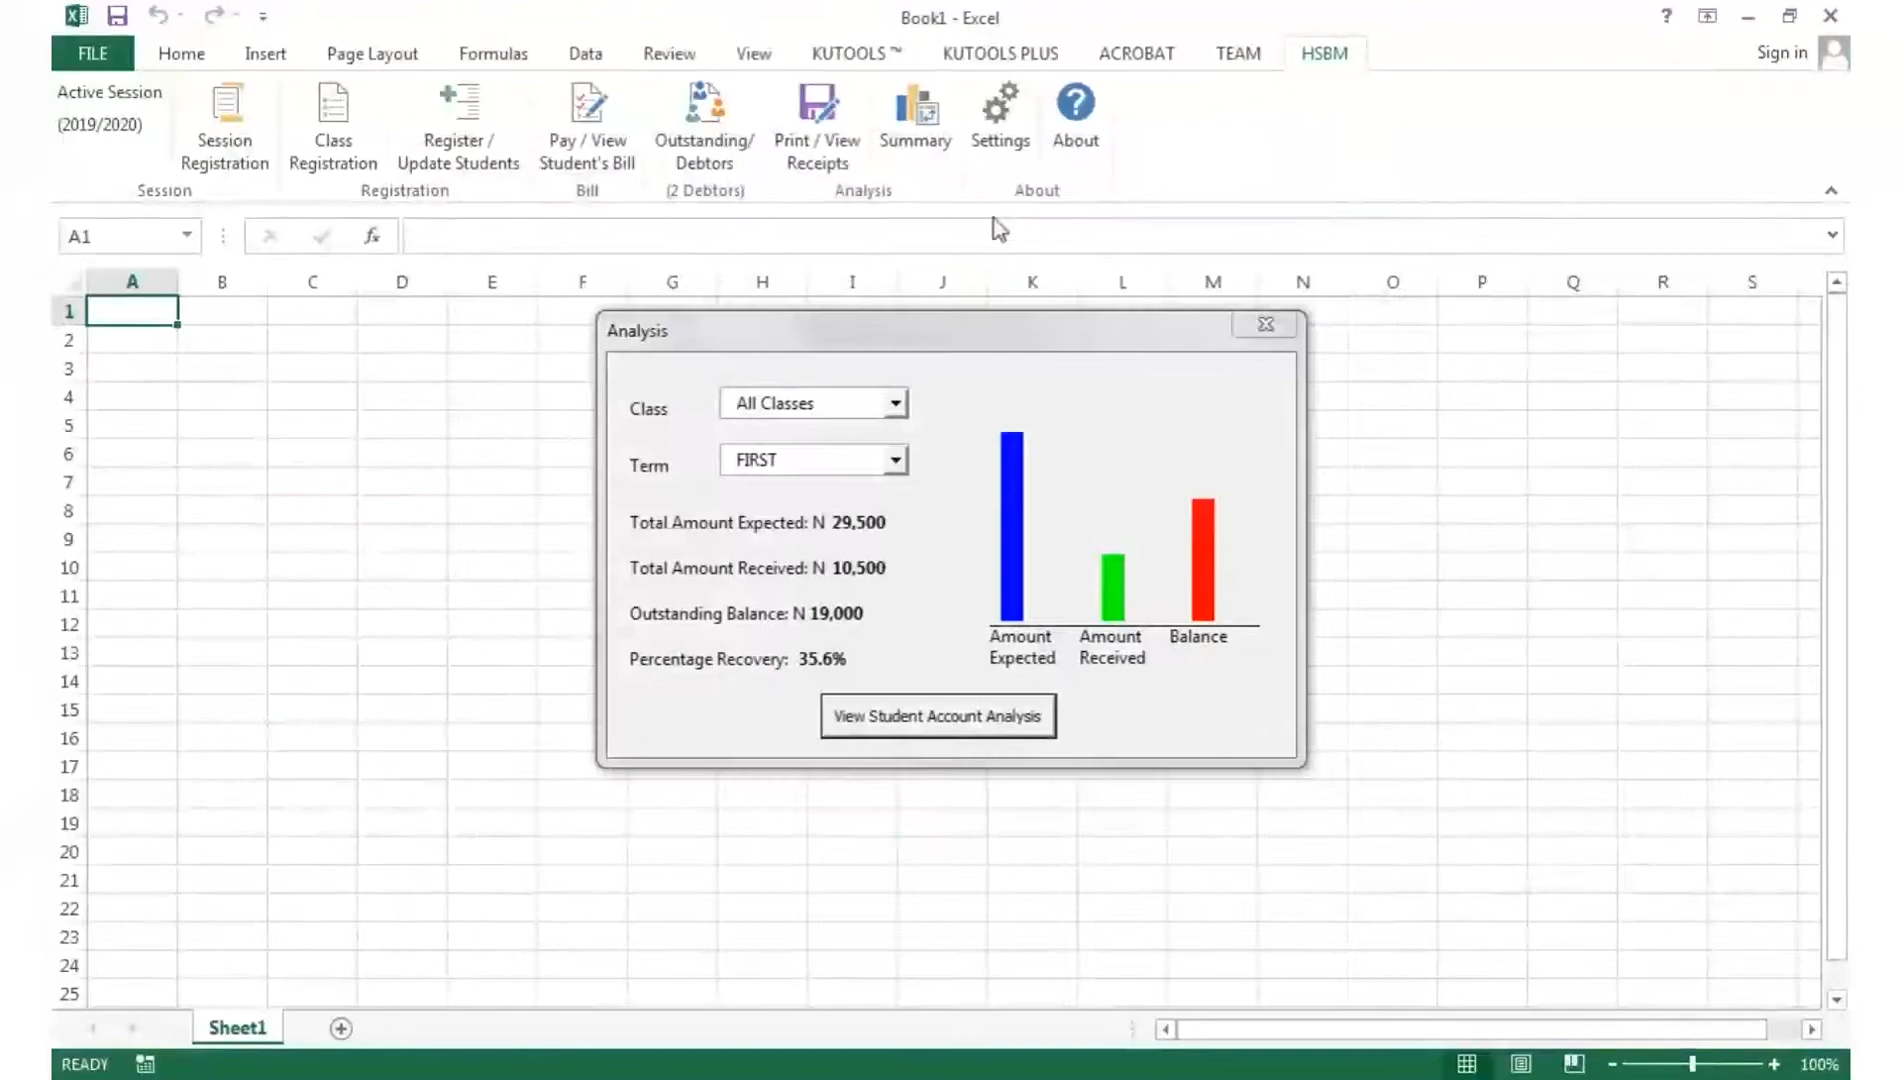 Book1 - Excel
?
FILE Home Insert Page Layout Formulas Data Review View KUTOOLS ™ KUTOOLS PLUS ACROBAT TEAM HSBM Sign in
Active Session
(2019/2020)
Session
Registration
Class
Registration
Register /
Update Students
Pay / View
Student's Bill
Outstanding/
Debtors
Print / View
Receipts
Summary
Settings
About
Session Registration Bill (2 Debtors) Analysis About
A1 fx
A B C D E F G H I J K L M N O P Q R S
1
2
3
4
5
6
7
8
9
10
11
12
13
14
15
16
17
18
19
20
21
22
23
24
25
Analysis
Class All Classes
Term FIRST
Total Amount Expected: N 29,500
Total Amount Received: N 10,500
Outstanding Balance: N 19,000
Percentage Recovery: 35.6%
Amount
Expected
Amount
Received
Balance
View Student Account Analysis
Sheet1
READY 100%